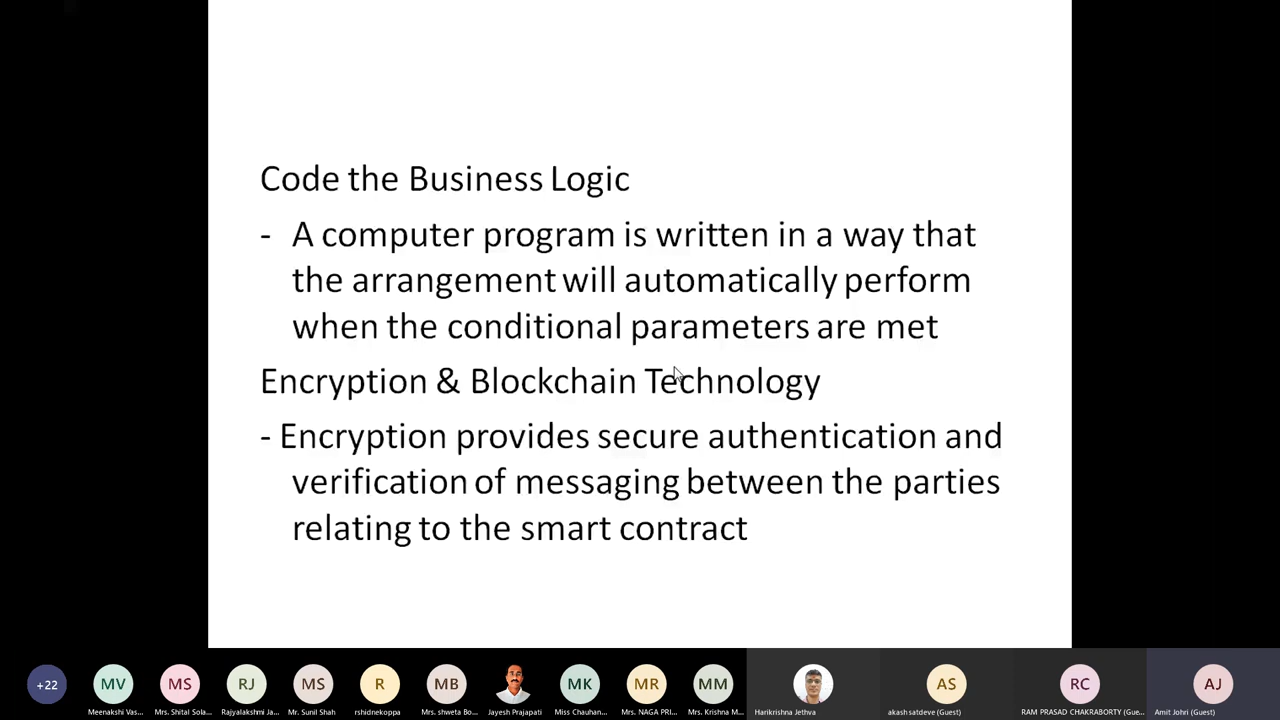 Code the Business Logic
- A computer program is written in a way that
the arrangement will automatically perform
when the conditional parameters are met
Encryption & Blockchain Technology
- Encryption provides secure authentication and
verification of messaging between the parties
relating to the smart contract
+22 MV MS RJ MS R MB MK MR MM AS RC AJ
Meenakshi Vas... Mrs. Shital Sola... Rajyalakshmi Ja... Mr. Sunil Shah rshidnekoppa Mrs. shweta Bo... Jayesh Prajapati Miss Chauhan... Mrs. NAGA PRI... Mrs. Krishna M... Harikrishna Jethva akash satdeve (Guest) RAM PRASAD CHAKRABORTY (Gue... Amit Johri (Guest)